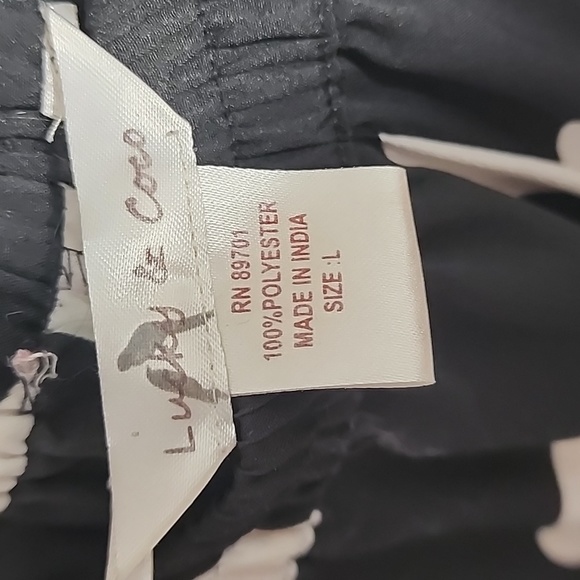 Lucky & Coco
RN 89701
100%POLYESTER
MADE IN INDIA
SIZE :L